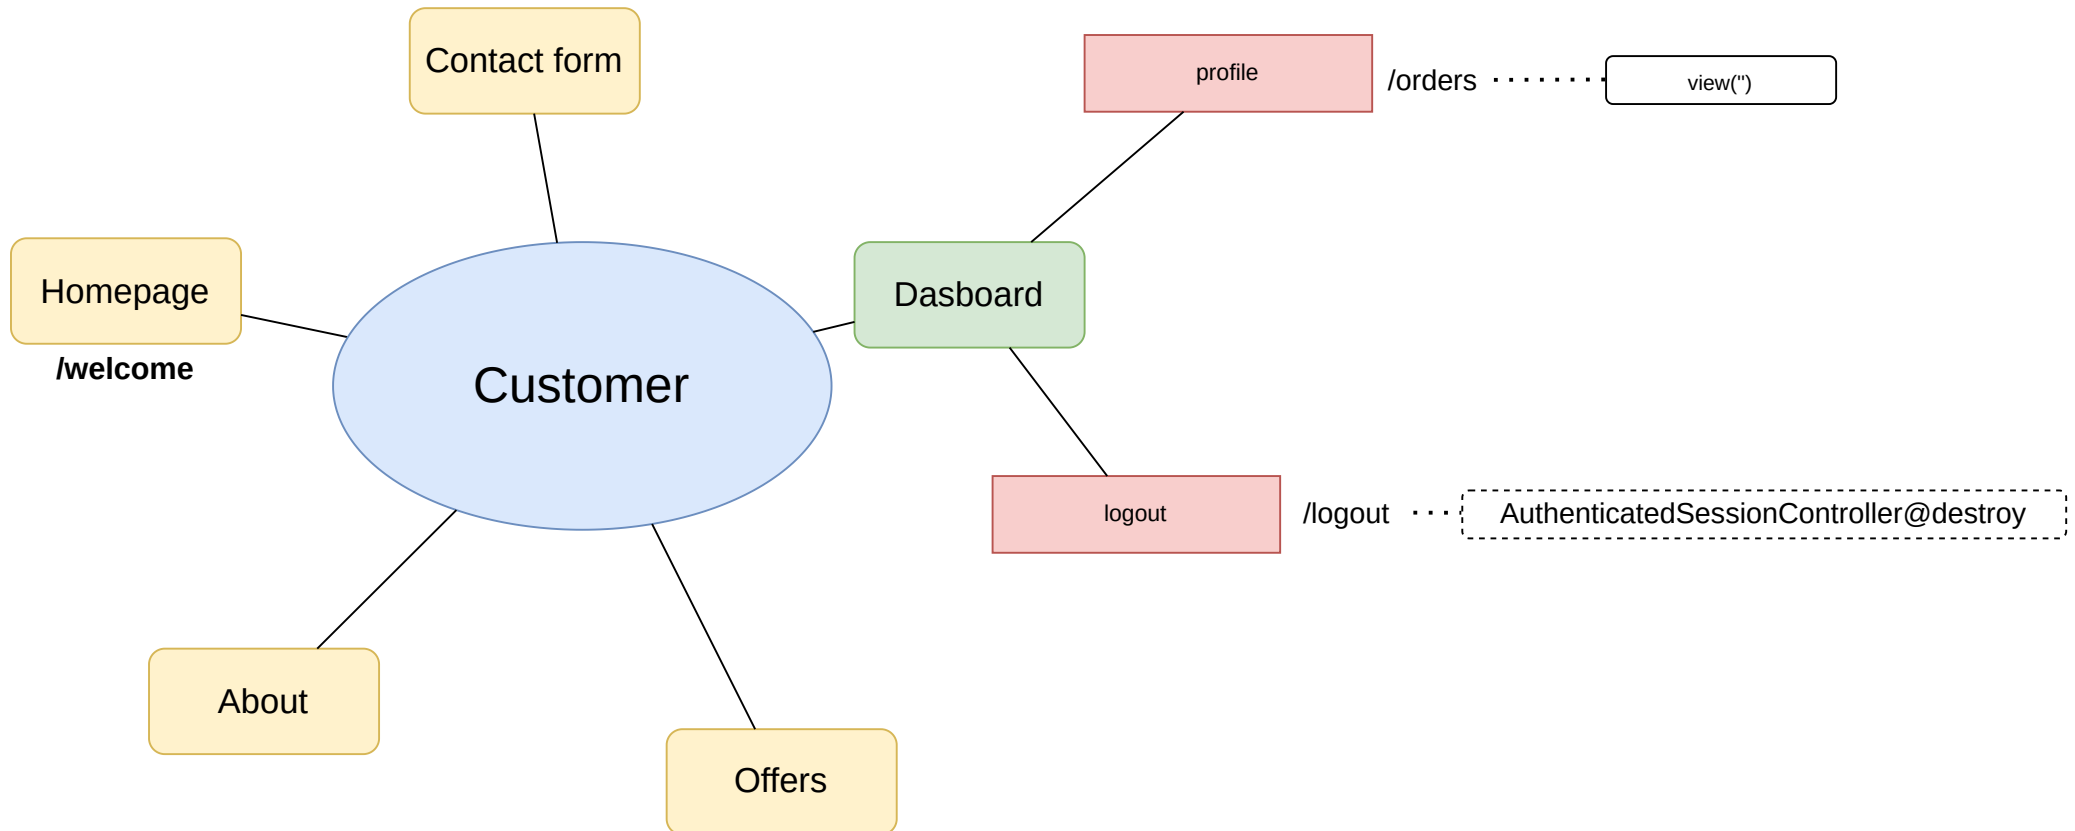 Contact form
profile
/orders
view('')
Homepage
/welcome
Customer
Dasboard
logout
/logout
AuthenticatedSessionController@destroy
About
Offers